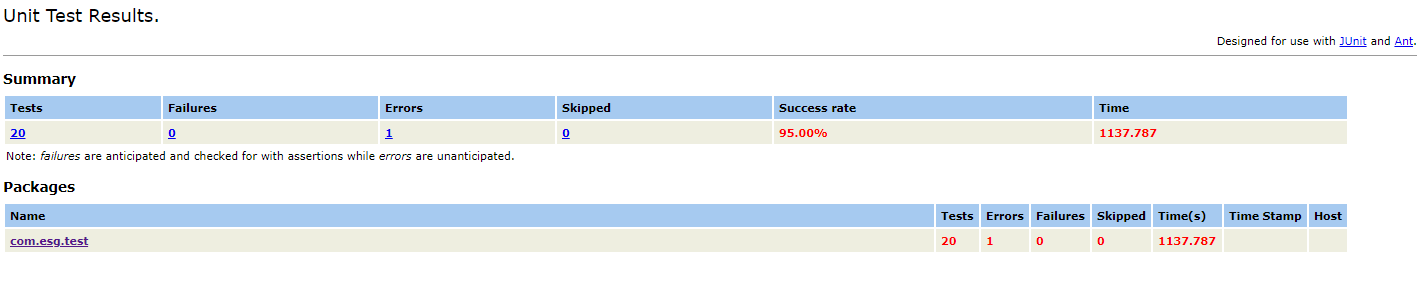 Unit Test Results.
Designed for use with JUnit and Ant.
Summary
Tests Failures Errors Skipped Success rate Time
20 0 1 0 95.00% 1137.787
Note: failures are anticipated and checked for with assertions while errors are unanticipated.
Packages
Name Tests Errors Failures Skipped Time(s) Time Stamp Host
com.esg.test 20 1 0 0 1137.787